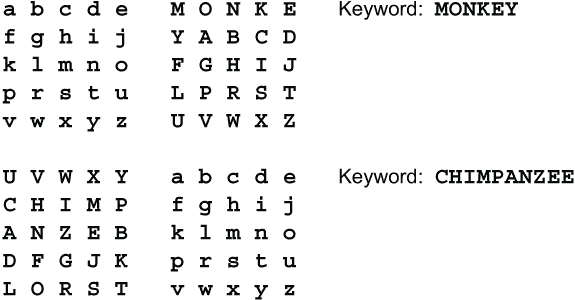 a b c d e M O N K E Keyword: MONKEY
f g h i j Y A B C D
k l m n o F G H I J
p r s t u L P R S T
v w x y z U V W X Z
U V W X Y a b c d e Keyword: CHIMPANZEE
C H I M P f g h i j
A N Z E B k l m n o
D F G J K p r s t u
L O R S T v w x y z